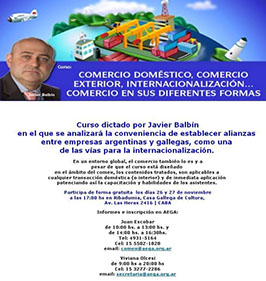 Curso:
COMERCIO DOMÉSTICO, COMERCIO
EXTERIOR, INTERNACIONALIZACIÓN...
COMERCIO EN SUS DIFERENTES FORMAS
Javier Balbín
Curso dictado por Javier Balbín
en el que se analizará la conveniencia de establecer alianzas
entre empresas argentinas y gallegas, como una
de las vías para la internacionalización.
En un entorno global, el comercio también lo es y a
pesar de que el curso está diseñado
en el ámbito del comex, los contenidos tratados, son aplicables a
cualquier transacción doméstica (o interior) y de inmediata aplicación
potenciando así la capacitación y habilidades de los asistentes.
Participa de forma gratuita los días 26 y 27 de noviembre
a las 17:00 hs en Ribadumia, Casa Gallega de Cultura,
Av. Las Heras 2416 | CABA
Informes e inscripción en AEGA:
Juan Escobar
de 10:00 hs. a 13:00 hs. y
de 14:00 hs. a 16:30hs.
Tel: 4931-5164
Cel: 15 5502-1028
email: comex@aega.org.ar
Viviana Olcesi
de 9:00 hs a 20:00 hs
Cel: 15 3277-2286
email: secretaria@aega.org.ar